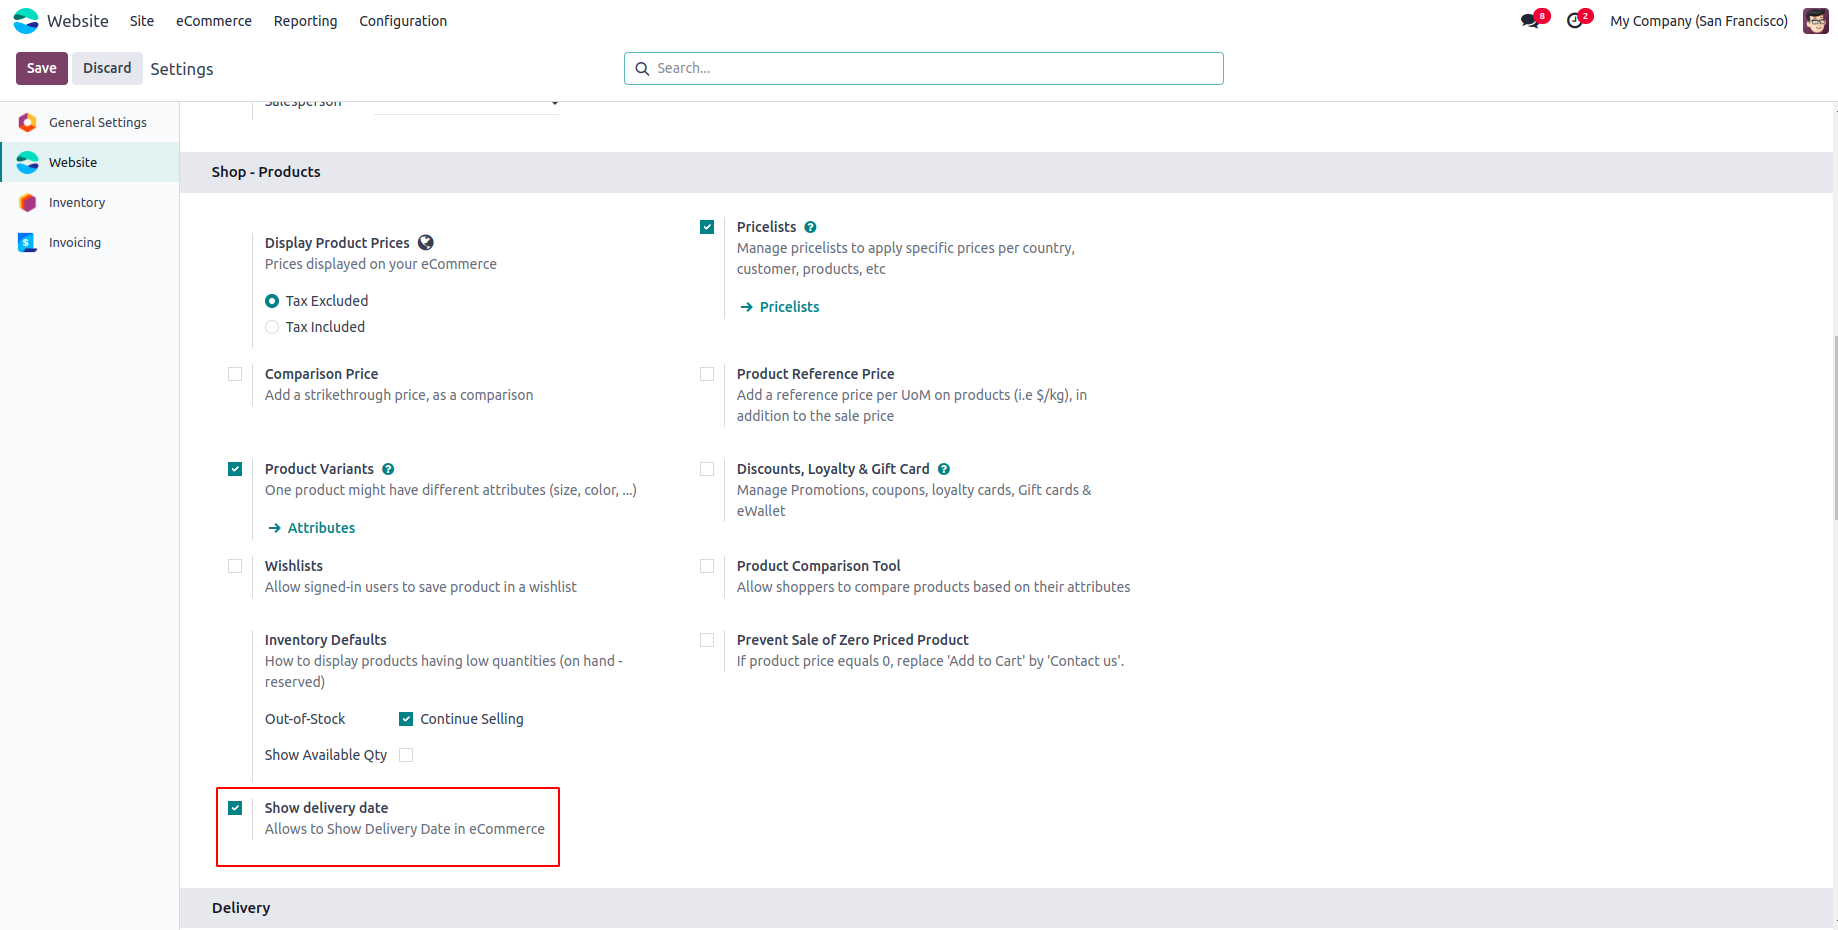 Website Site eCommerce Reporting Configuration 8 2 My Company (San Francisco)
Save Discard Settings Search...
Salesperson
General Settings
Website
Inventory
Invoicing
Shop - Products
Display Product Prices
Prices displayed on your eCommerce
Tax Excluded
Tax Included
Pricelists ?
Manage pricelists to apply specific prices per country,
customer, products, etc
→ Pricelists
Comparison Price
Add a strikethrough price, as a comparison
Product Reference Price
Add a reference price per UoM on products (i.e $/kg), in
addition to the sale price
Product Variants ?
One product might have different attributes (size, color, ...)
→ Attributes
Discounts, Loyalty & Gift Card ?
Manage Promotions, coupons, loyalty cards, Gift cards &
eWallet
Wishlists
Allow signed-in users to save product in a wishlist
Product Comparison Tool
Allow shoppers to compare products based on their attributes
Inventory Defaults
How to display products having low quantities (on hand -
reserved)
Out-of-Stock Continue Selling
Show Available Qty
Prevent Sale of Zero Priced Product
If product price equals 0, replace 'Add to Cart' by 'Contact us'.
Show delivery date
Allows to Show Delivery Date in eCommerce
Delivery